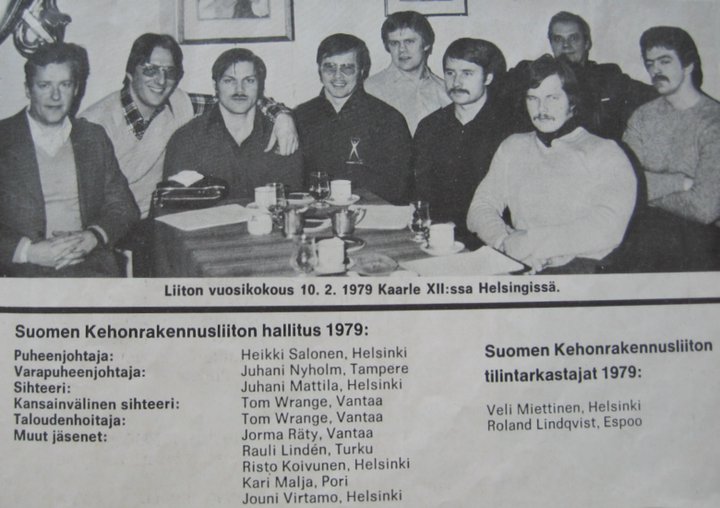 Liiton vuosikokous 10. 2. 1979 Kaarle XII:ssa Helsingissä.
Suomen Kehonrakennusliiton hallitus 1979:
Puheenjohtaja: Heikki Salonen, Helsinki
Varapuheenjohtaja: Juhani Nyholm, Tampere
Sihteeri: Juhani Mattila, Helsinki
Kansainvälinen sihteeri: Tom Wrange, Vantaa
Taloudenhoitaja: Tom Wrange, Vantaa
Muut jäsenet: Jorma Räty, Vantaa
Rauli Lindén, Turku
Risto Koivunen, Helsinki
Kari Malja, Pori
Jouni Virtamo, Helsinki
Suomen Kehonrakennusliiton
tilintarkastajat 1979:
Veli Miettinen, Helsinki
Roland Lindqvist, Espoo